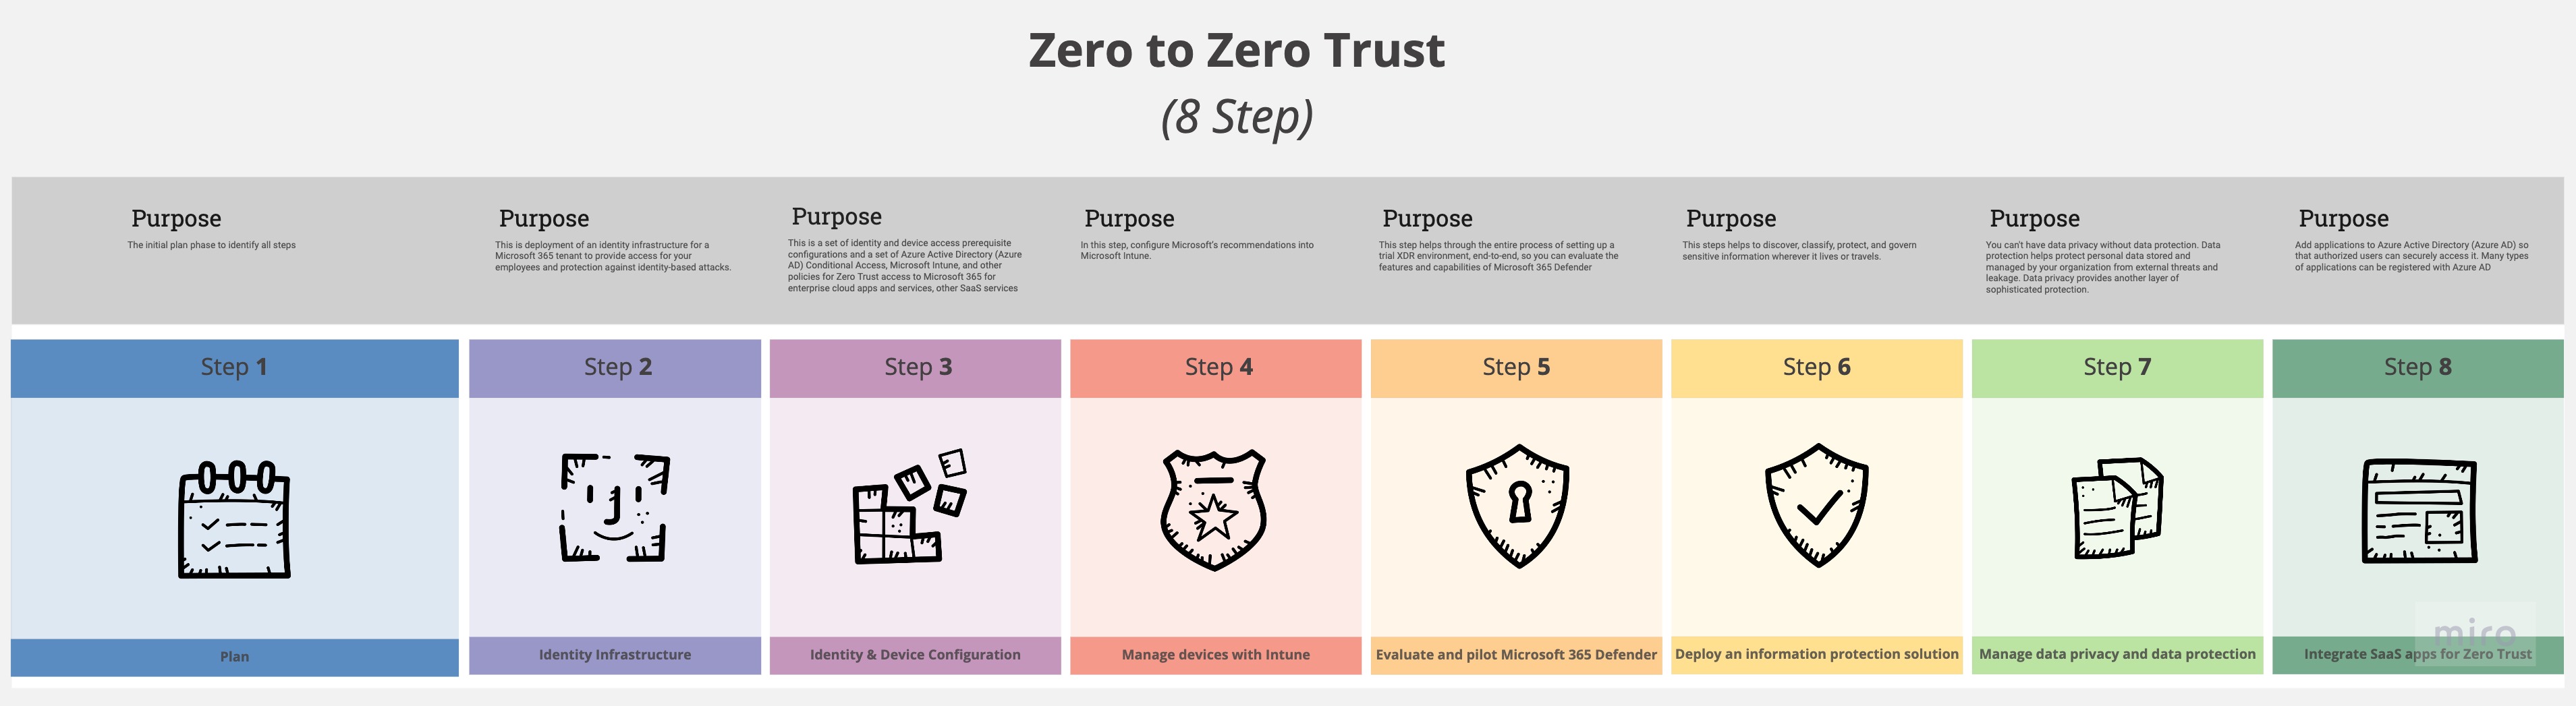 Zero to Zero Trust
(8 Step)
Purpose
The initial plan phase to identify all steps
Purpose
This is deployment of an identity infrastructure for a
Microsoft 365 tenant to provide access for your
employees and protection against identity-based attacks.
Purpose
This is a set of identity and device access prerequisite
configurations and a set of Azure Active Directory (Azure
AD) Conditional Access, Microsoft Intune, and other
policies for Zero Trust access to Microsoft 365 for
enterprise cloud apps and services, other SaaS services
Purpose
In this step, configure Microsoft's recommendations into
Microsoft Intune.
Purpose
This step helps through the entire process of setting up a
trial XDR environment, end-to-end, so you can evaluate the
features and capabilities of Microsoft 365 Defender
Purpose
This steps helps to discover, classify, protect, and govern
sensitive information wherever it lives or travels.
Purpose
You can't have data privacy without data protection. Data
protection helps protect personal data stored and
managed by your organization from external threats and
leakage. Data privacy provides another layer of
sophisticated protection.
Purpose
Add applications to Azure Active Directory (Azure AD) so
that authorized users can securely access it. Many types
of applications can be registered with Azure AD
Step 1
Step 2
Step 3
Step 4
Step 5
Step 6
Step 7
Step 8
Plan
Identity Infrastructure
Identity & Device Configuration
Manage devices with Intune
Evaluate and pilot Microsoft 365 Defender
Deploy an information protection solution
Manage data privacy and data protection
Integrate SaaS apps for Zero Trust
miro